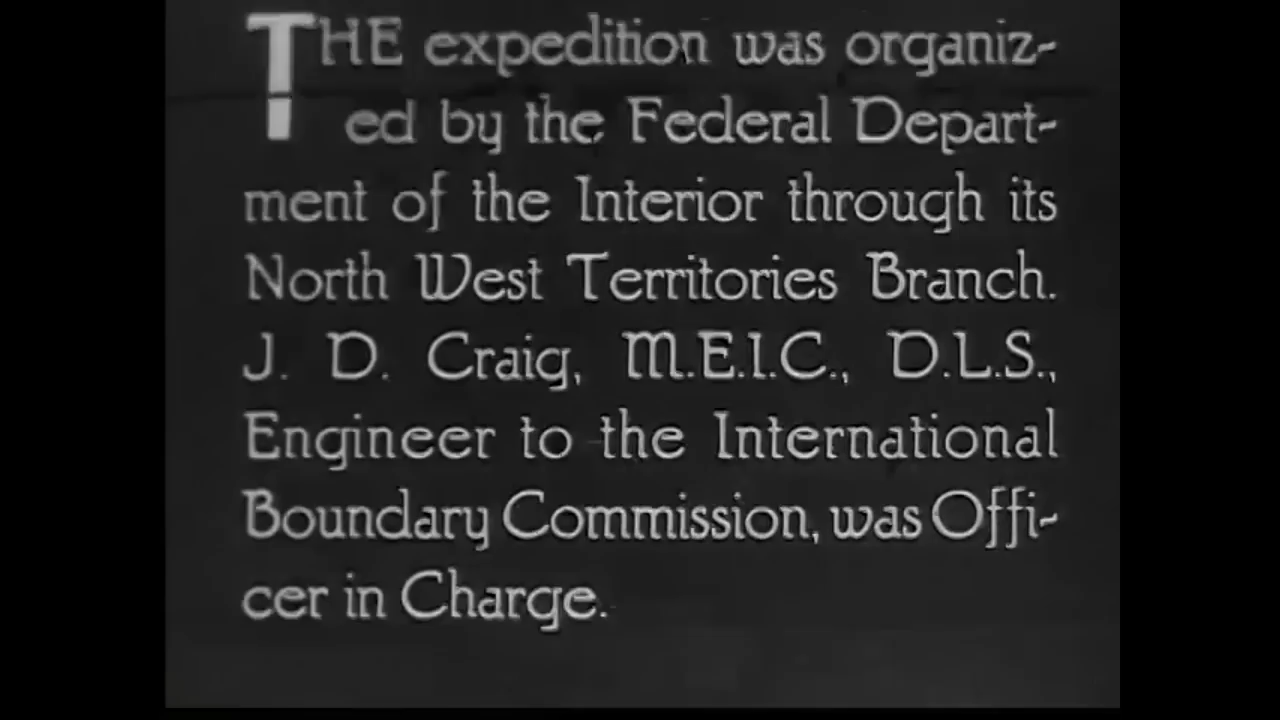 THE expedition was organiz-
ed by the Federal Depart-
ment of the Interior through its
North West Territories Branch.
J. D. Craig, M.E.I.C., D.L.S.,
Engineer to the International
Boundary Commission, was Offi-
cer in Charge.